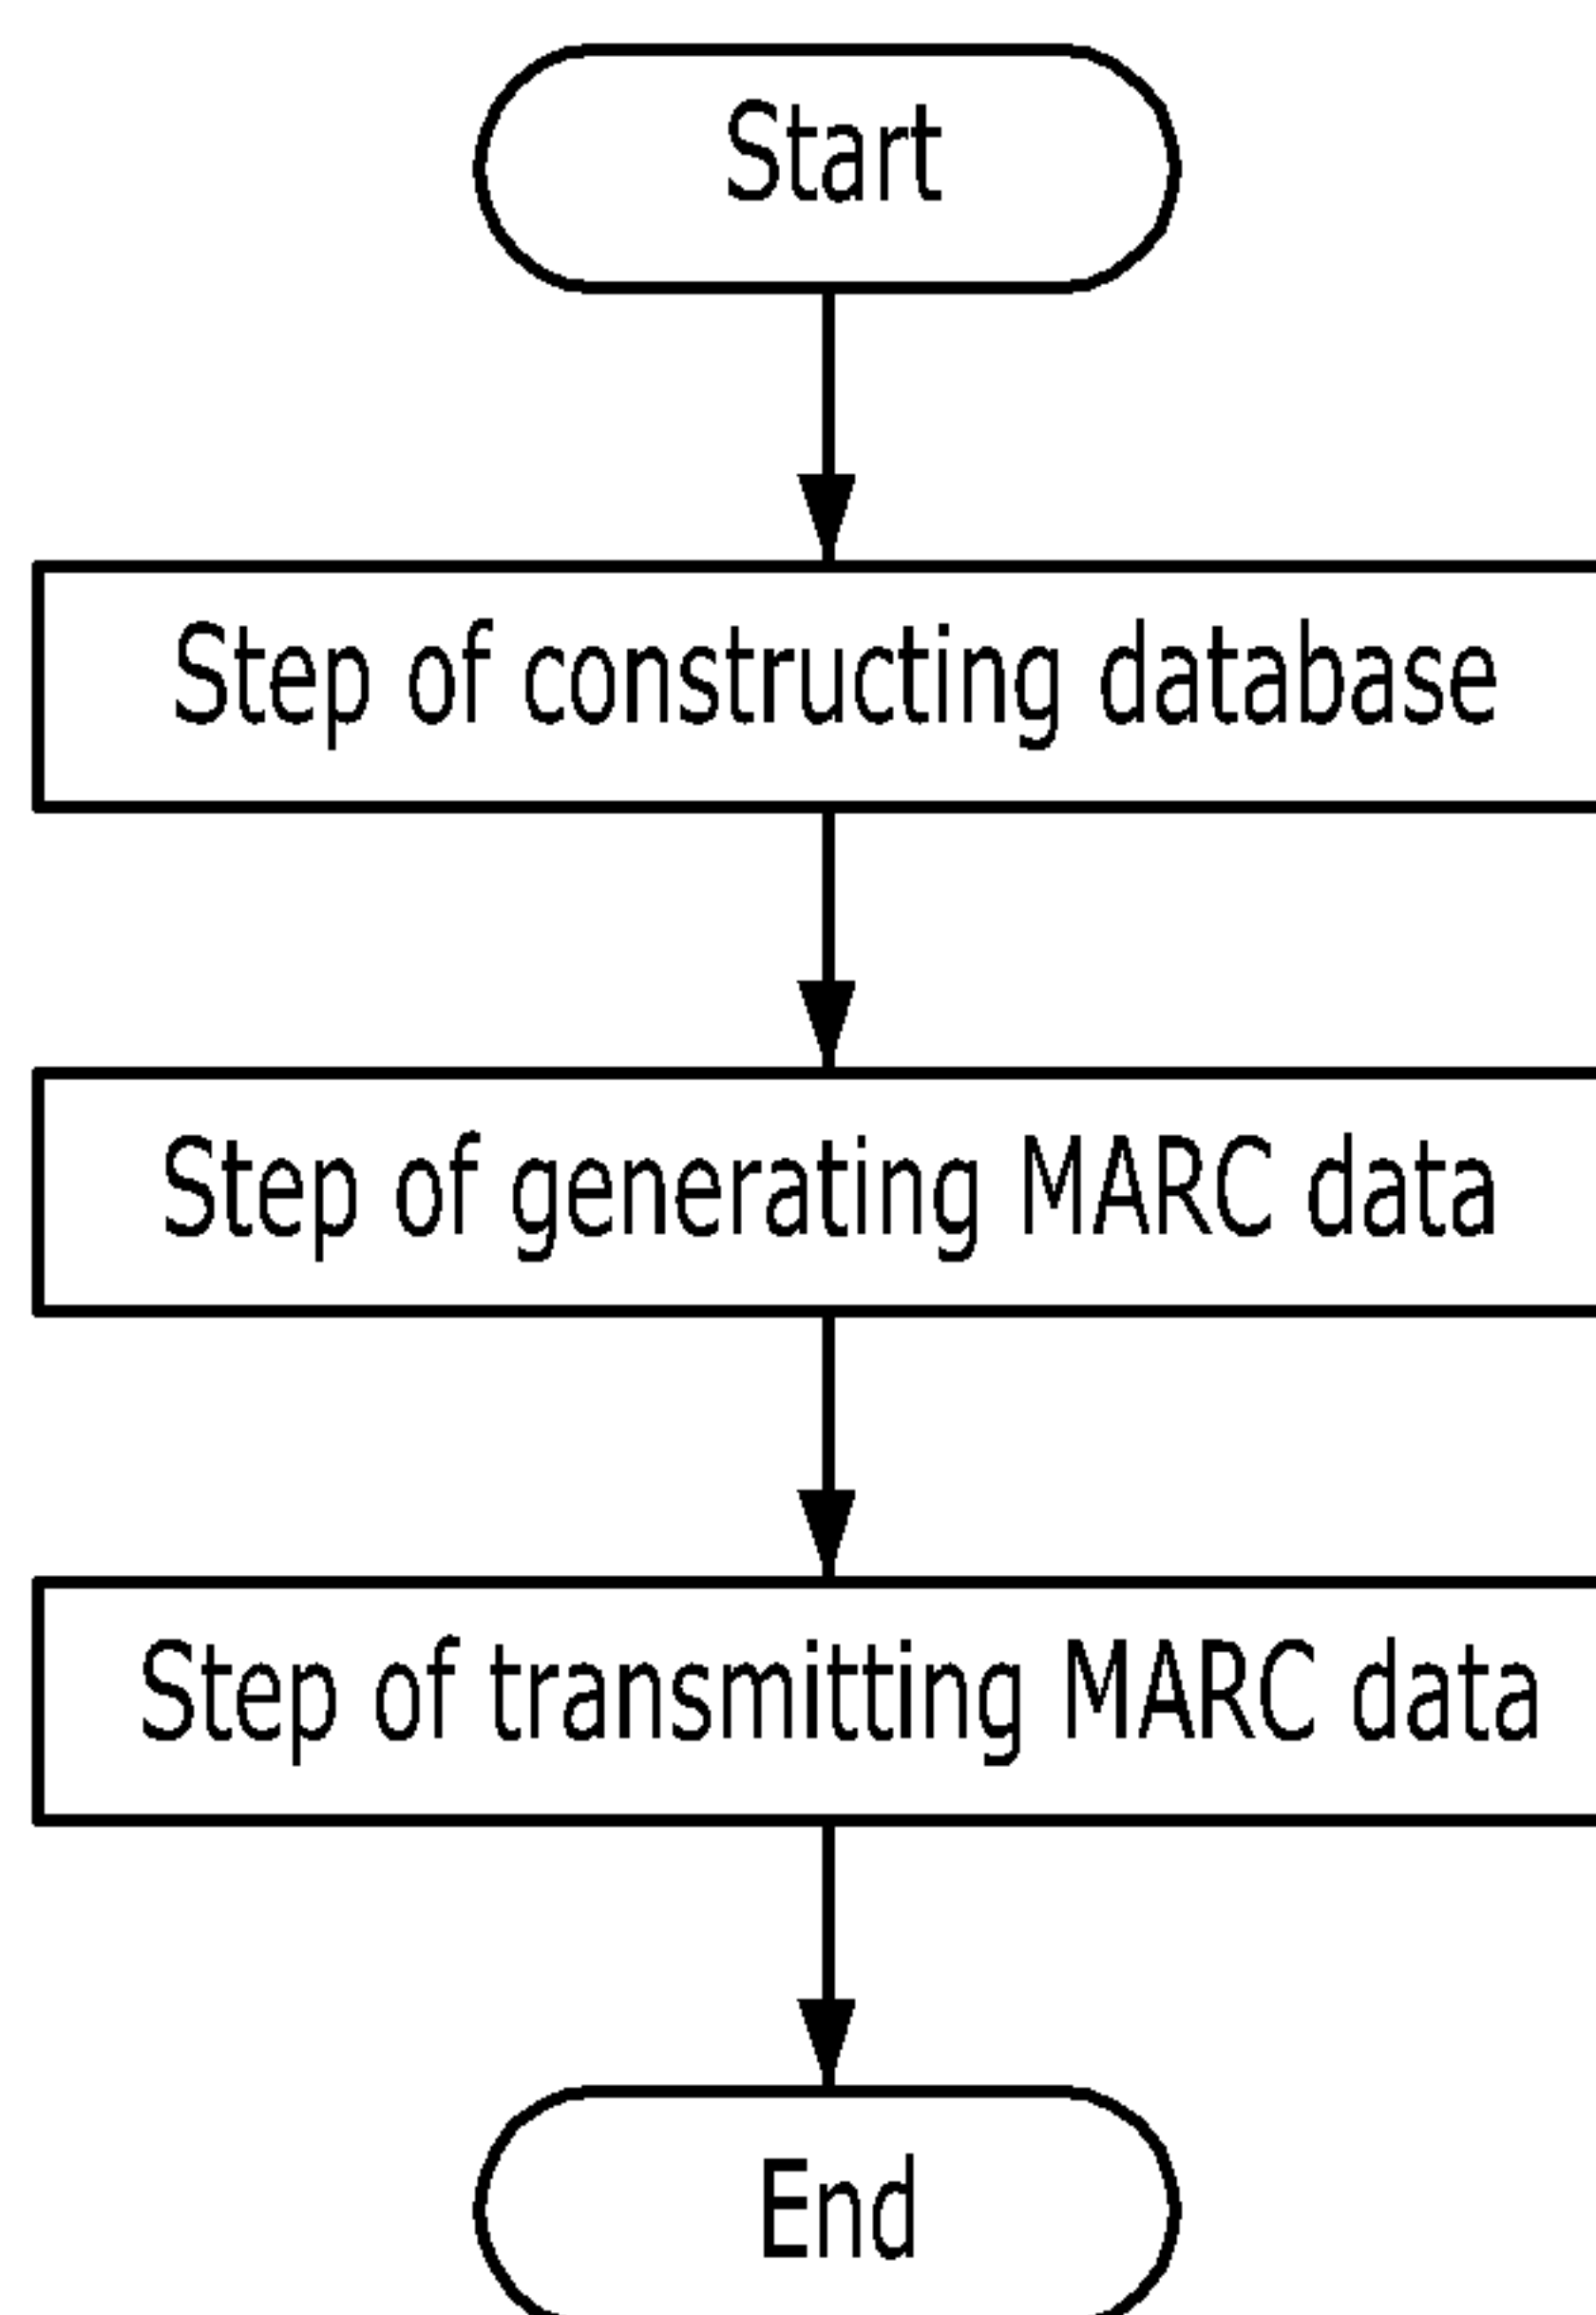 Start
Step of constructing database
Step of generating MARC data
Step of transmitting MARC data
End